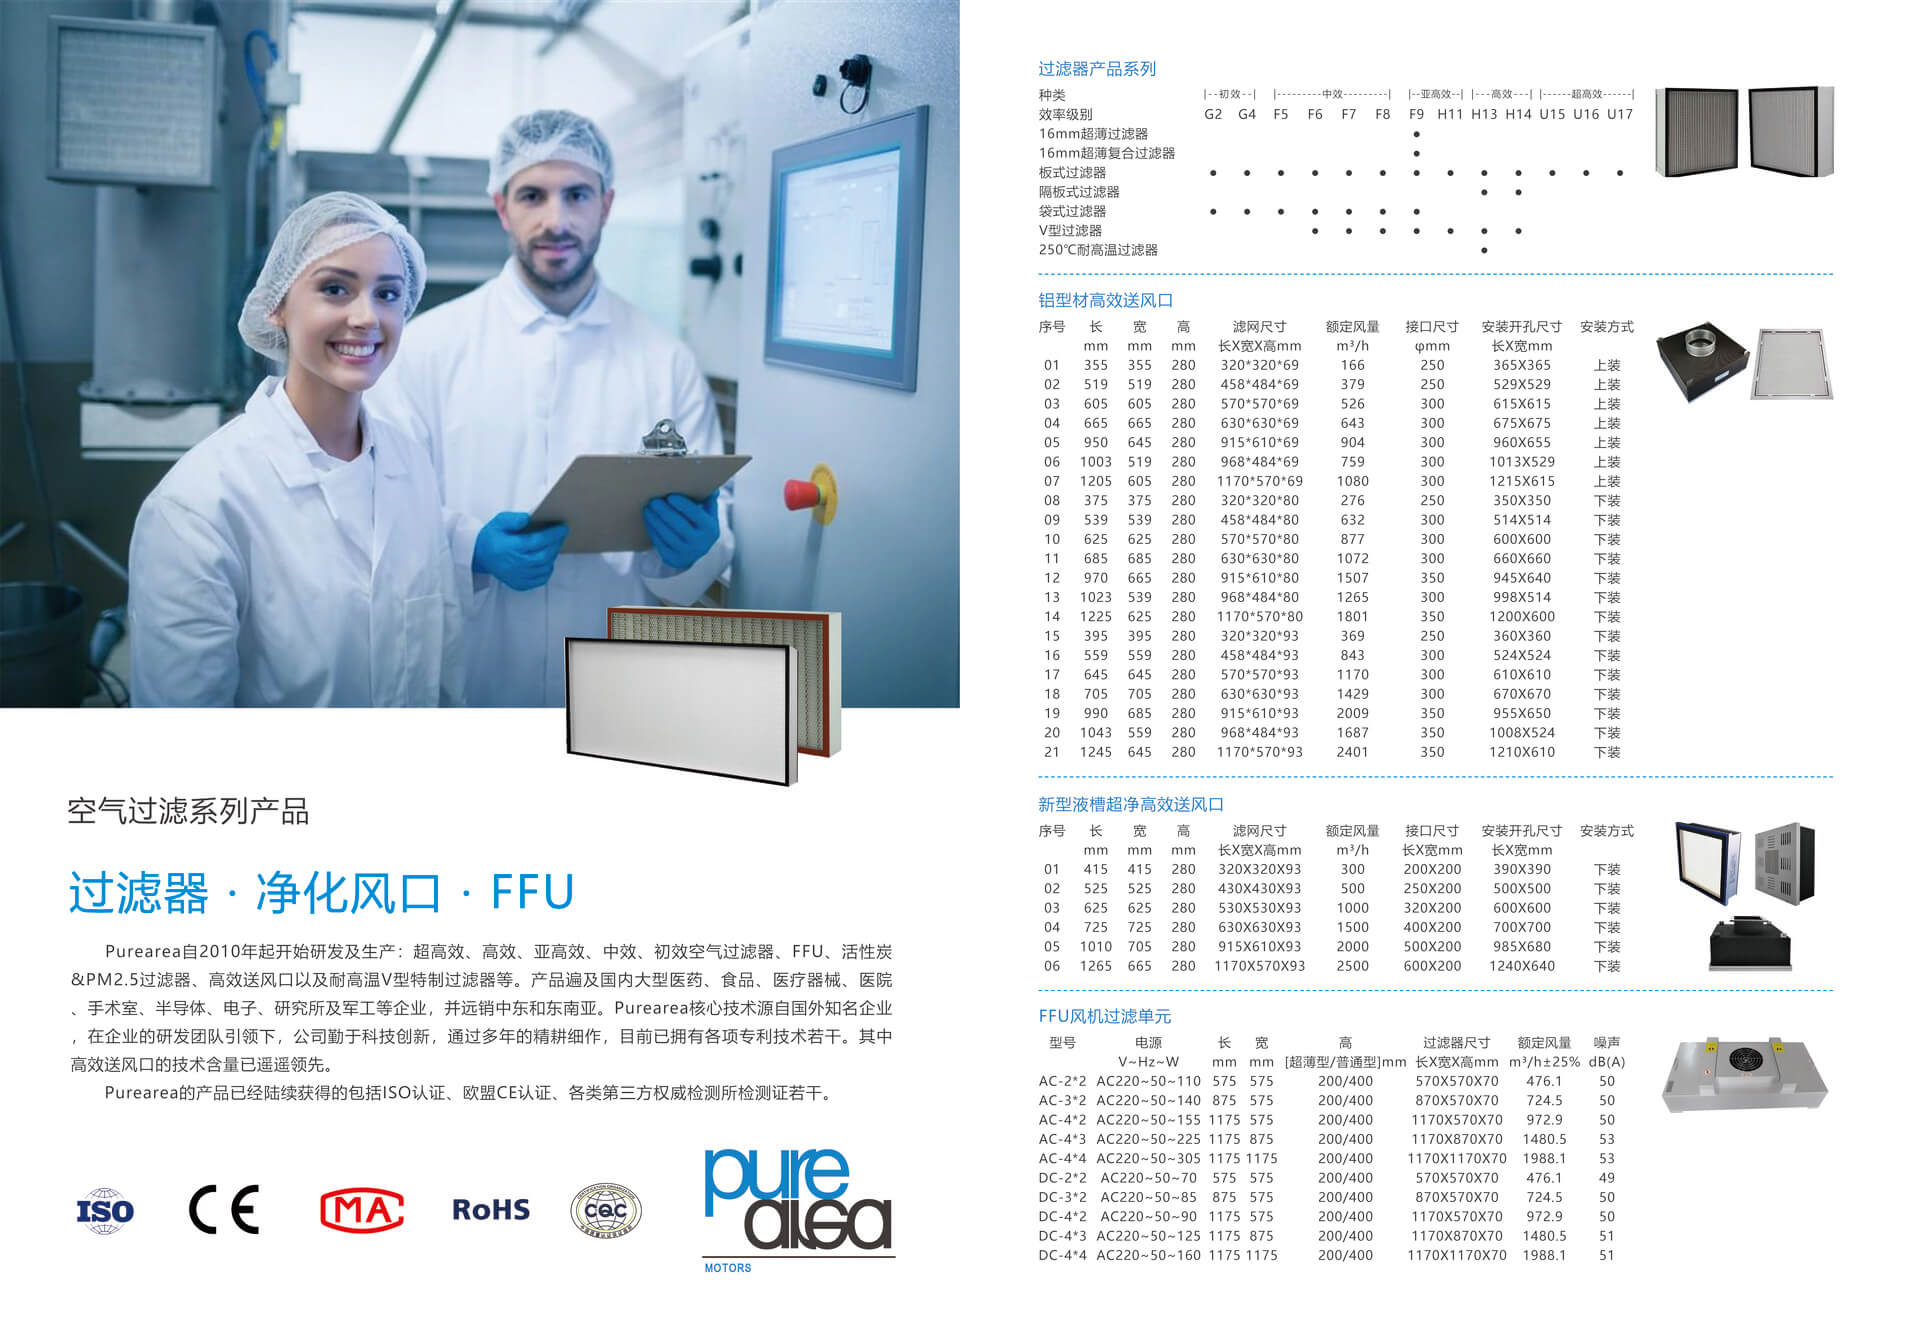 空气过滤系列产品
过滤器 · 净化风口 · FFU
Purearea自2010年起开始研发及生产：超高效、高效、亚高效、中效、初效空气过滤器、FFU、活性炭
&PM2.5过滤器、高效送风口以及耐高温V型特制过滤器等。产品遍及国内大型医药、食品、医疗器械、医院
、手术室、半导体、电子、研究所及军工等企业，并远销中东和东南亚。Purearea核心技术源自国外知名企业
，在企业的研发团队引领下，公司勤于科技创新，通过多年的精耕细作，目前已拥有各项专利技术若干。其中
高效送风口的技术含量已遥遥领先。
Purearea的产品已经陆续获得的包括ISO认证、欧盟CE认证、各类第三方权威检测所检测证若干。
ISO CE MA RoHS CQC
pure
area
MOTORS
过滤器产品系列
种类 |--初效--| |---------中效---------| |--亚高效--| |---高效---| |------超高效------|
效率级别 G2 G4 F5 F6 F7 F8 F9 H11 H13 H14 U15 U16 U17
16mm超薄过滤器 •
16mm超薄复合过滤器 •
板式过滤器 • • • • • • • • • • • • •
隔板式过滤器 • •
袋式过滤器 • • • • • • •
V型过滤器 • • • • • • •
250℃耐高温过滤器 •
铝型材高效送风口
序号 长 宽 高 滤网尺寸 额定风量 接口尺寸 安装开孔尺寸 安装方式
mm mm mm 长X宽X高mm m³/h φmm 长X宽mm
01 355 355 280 320*320*69 166 250 365X365 上装
02 519 519 280 458*484*69 379 250 529X529 上装
03 605 605 280 570*570*69 526 300 615X615 上装
04 665 665 280 630*630*69 643 300 675X675 上装
05 950 645 280 915*610*69 904 300 960X655 上装
06 1003 519 280 968*484*69 759 300 1013X529 上装
07 1205 605 280 1170*570*69 1080 300 1215X615 上装
08 375 375 280 320*320*80 276 250 350X350 下装
09 539 539 280 458*484*80 632 300 514X514 下装
10 625 625 280 570*570*80 877 300 600X600 下装
11 685 685 280 630*630*80 1072 300 660X660 下装
12 970 665 280 915*610*80 1507 350 945X640 下装
13 1023 539 280 968*484*80 1265 300 998X514 下装
14 1225 625 280 1170*570*80 1801 350 1200X600 下装
15 395 395 280 320*320*93 369 250 360X360 下装
16 559 559 280 458*484*93 843 300 524X524 下装
17 645 645 280 570*570*93 1170 300 610X610 下装
18 705 705 280 630*630*93 1429 300 670X670 下装
19 990 685 280 915*610*93 2009 350 955X650 下装
20 1043 559 280 968*484*93 1687 350 1008X524 下装
21 1245 645 280 1170*570*93 2401 350 1210X610 下装
新型液槽超净高效送风口
序号 长 宽 高 滤网尺寸 额定风量 接口尺寸 安装开孔尺寸 安装方式
mm mm mm 长X宽X高mm m³/h 长X宽mm 长X宽mm
01 415 415 280 320X320X93 300 200X200 390X390 下装
02 525 525 280 430X430X93 500 250X200 500X500 下装
03 625 625 280 530X530X93 1000 320X200 600X600 下装
04 725 725 280 630X630X93 1500 400X200 700X700 下装
05 1010 705 280 915X610X93 2000 500X200 985X680 下装
06 1265 665 280 1170X570X93 2500 600X200 1240X640 下装
FFU风机过滤单元
型号 电源 长 宽 高 过滤器尺寸 额定风量 噪声
V~Hz~W mm mm [超薄型/普通型]mm 长X宽X高mm m³/h±25% dB(A)
AC-2*2 AC220~50~110 575 575 200/400 570X570X70 476.1 50
AC-3*2 AC220~50~140 875 575 200/400 870X570X70 724.5 50
AC-4*2 AC220~50~155 1175 575 200/400 1170X570X70 972.9 50
AC-4*3 AC220~50~225 1175 875 200/400 1170X870X70 1480.5 53
AC-4*4 AC220~50~305 1175 1175 200/400 1170X1170X70 1988.1 53
DC-2*2 AC220~50~70 575 575 200/400 570X570X70 476.1 49
DC-3*2 AC220~50~85 875 575 200/400 870X570X70 724.5 50
DC-4*2 AC220~50~90 1175 575 200/400 1170X570X70 972.9 50
DC-4*3 AC220~50~125 1175 875 200/400 1170X870X70 1480.5 51
DC-4*4 AC220~50~160 1175 1175 200/400 1170X1170X70 1988.1 51